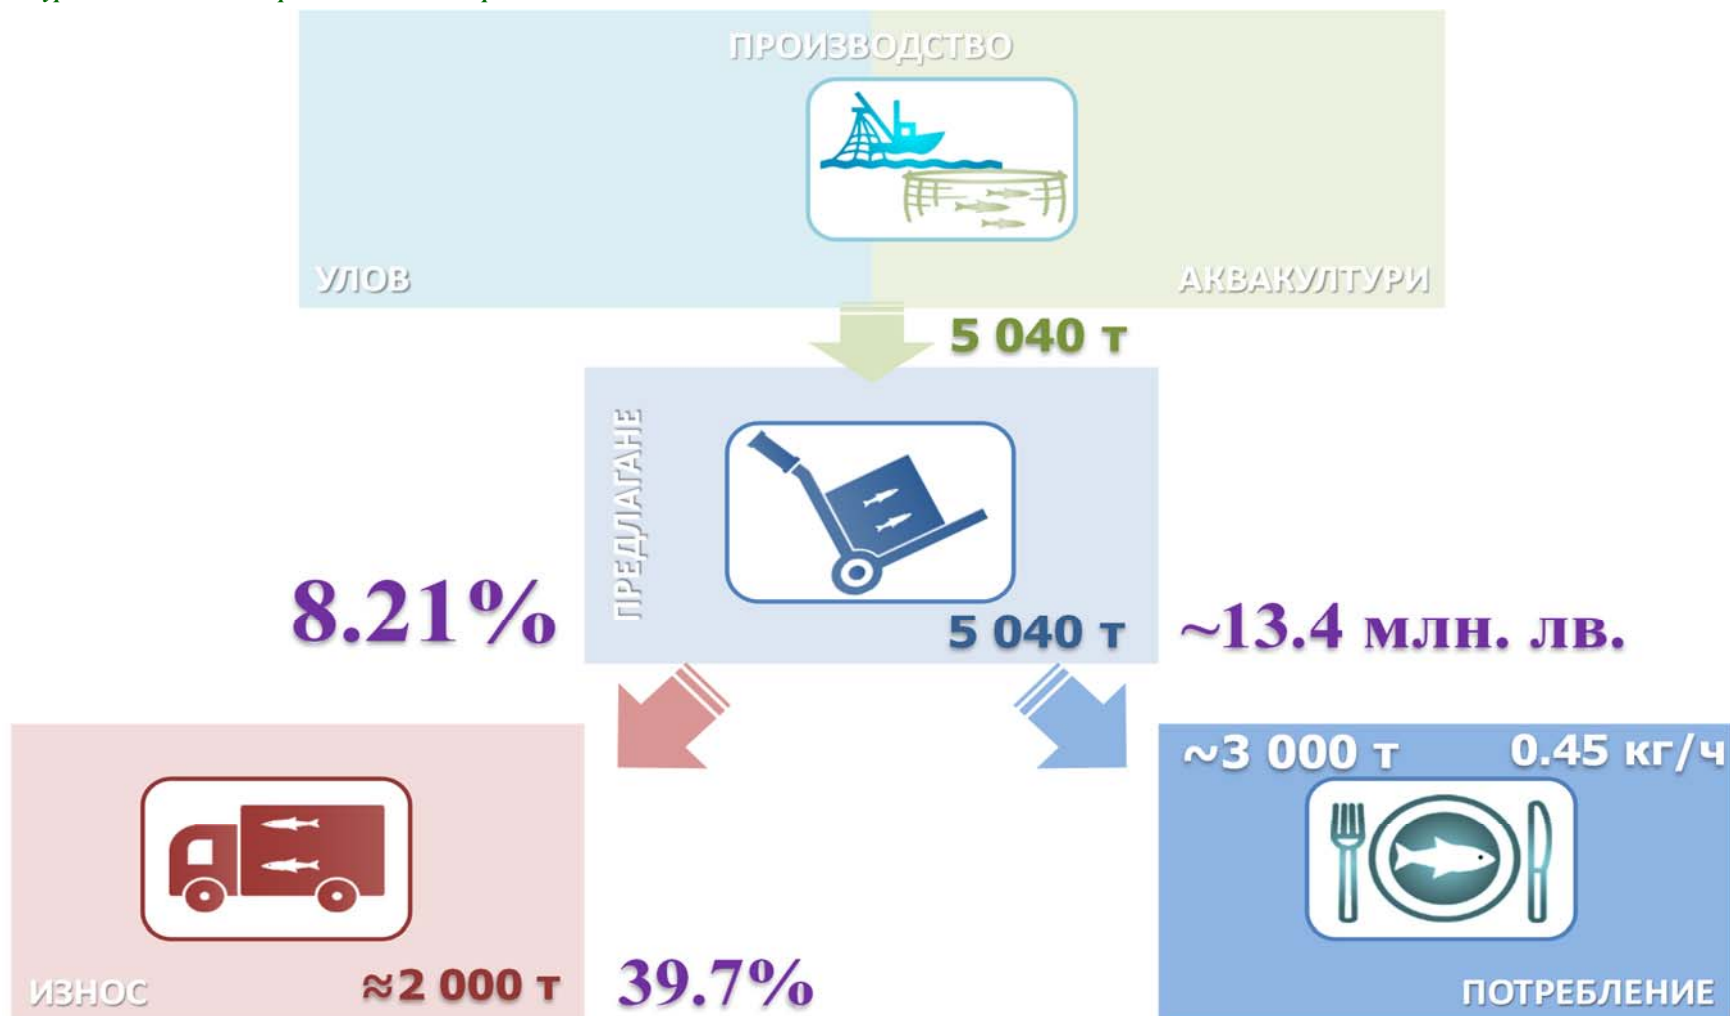 ПРОИЗВОДСТВО
УЛОВ
АКВАКУЛТУРИ
5 040 т
ПРЕДЛАГАНЕ
8.21%
5 040 т
~13.4 млн. лв.
~3 000 т
0.45 кг/ч
ИЗНОС
≈2 000 т
39.7%
ПОТРЕБЛЕНИЕ